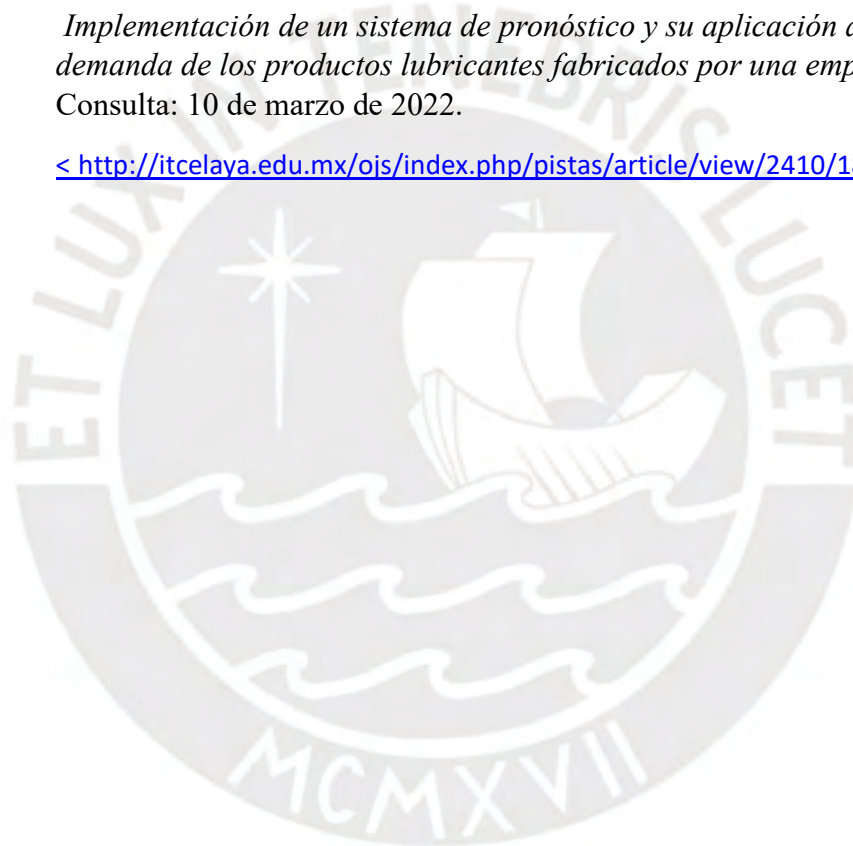 Implementación de un sistema de pronóstico y su aplicación
demanda de los productos lubricantes fabricados por una
Consulta: 10 de marzo de 2022.
< http://itcelaya.edu.mx/ojs/index.php/pistas/article/view/2410/1
ET LUX IN TENEBRIS LUCET
MCMXVII